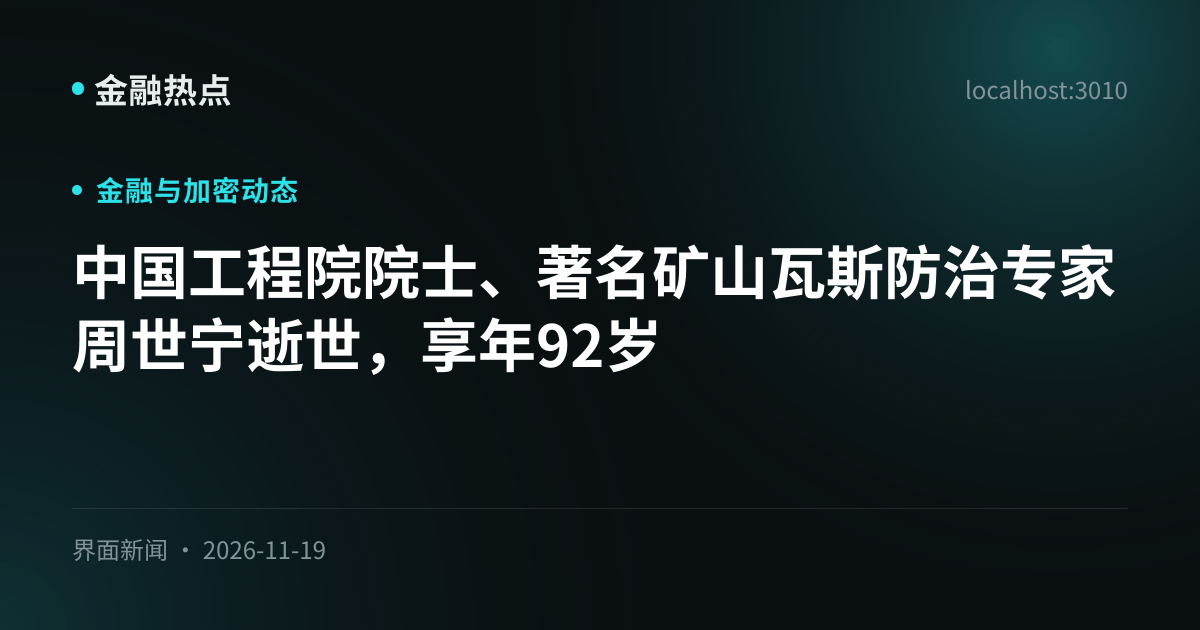 金融热点
localhost:3010
金融与加密动态
中国工程院院士、著名矿山瓦斯防治专家
周世宁逝世，享年92岁
界面新闻 · 2026-11-19